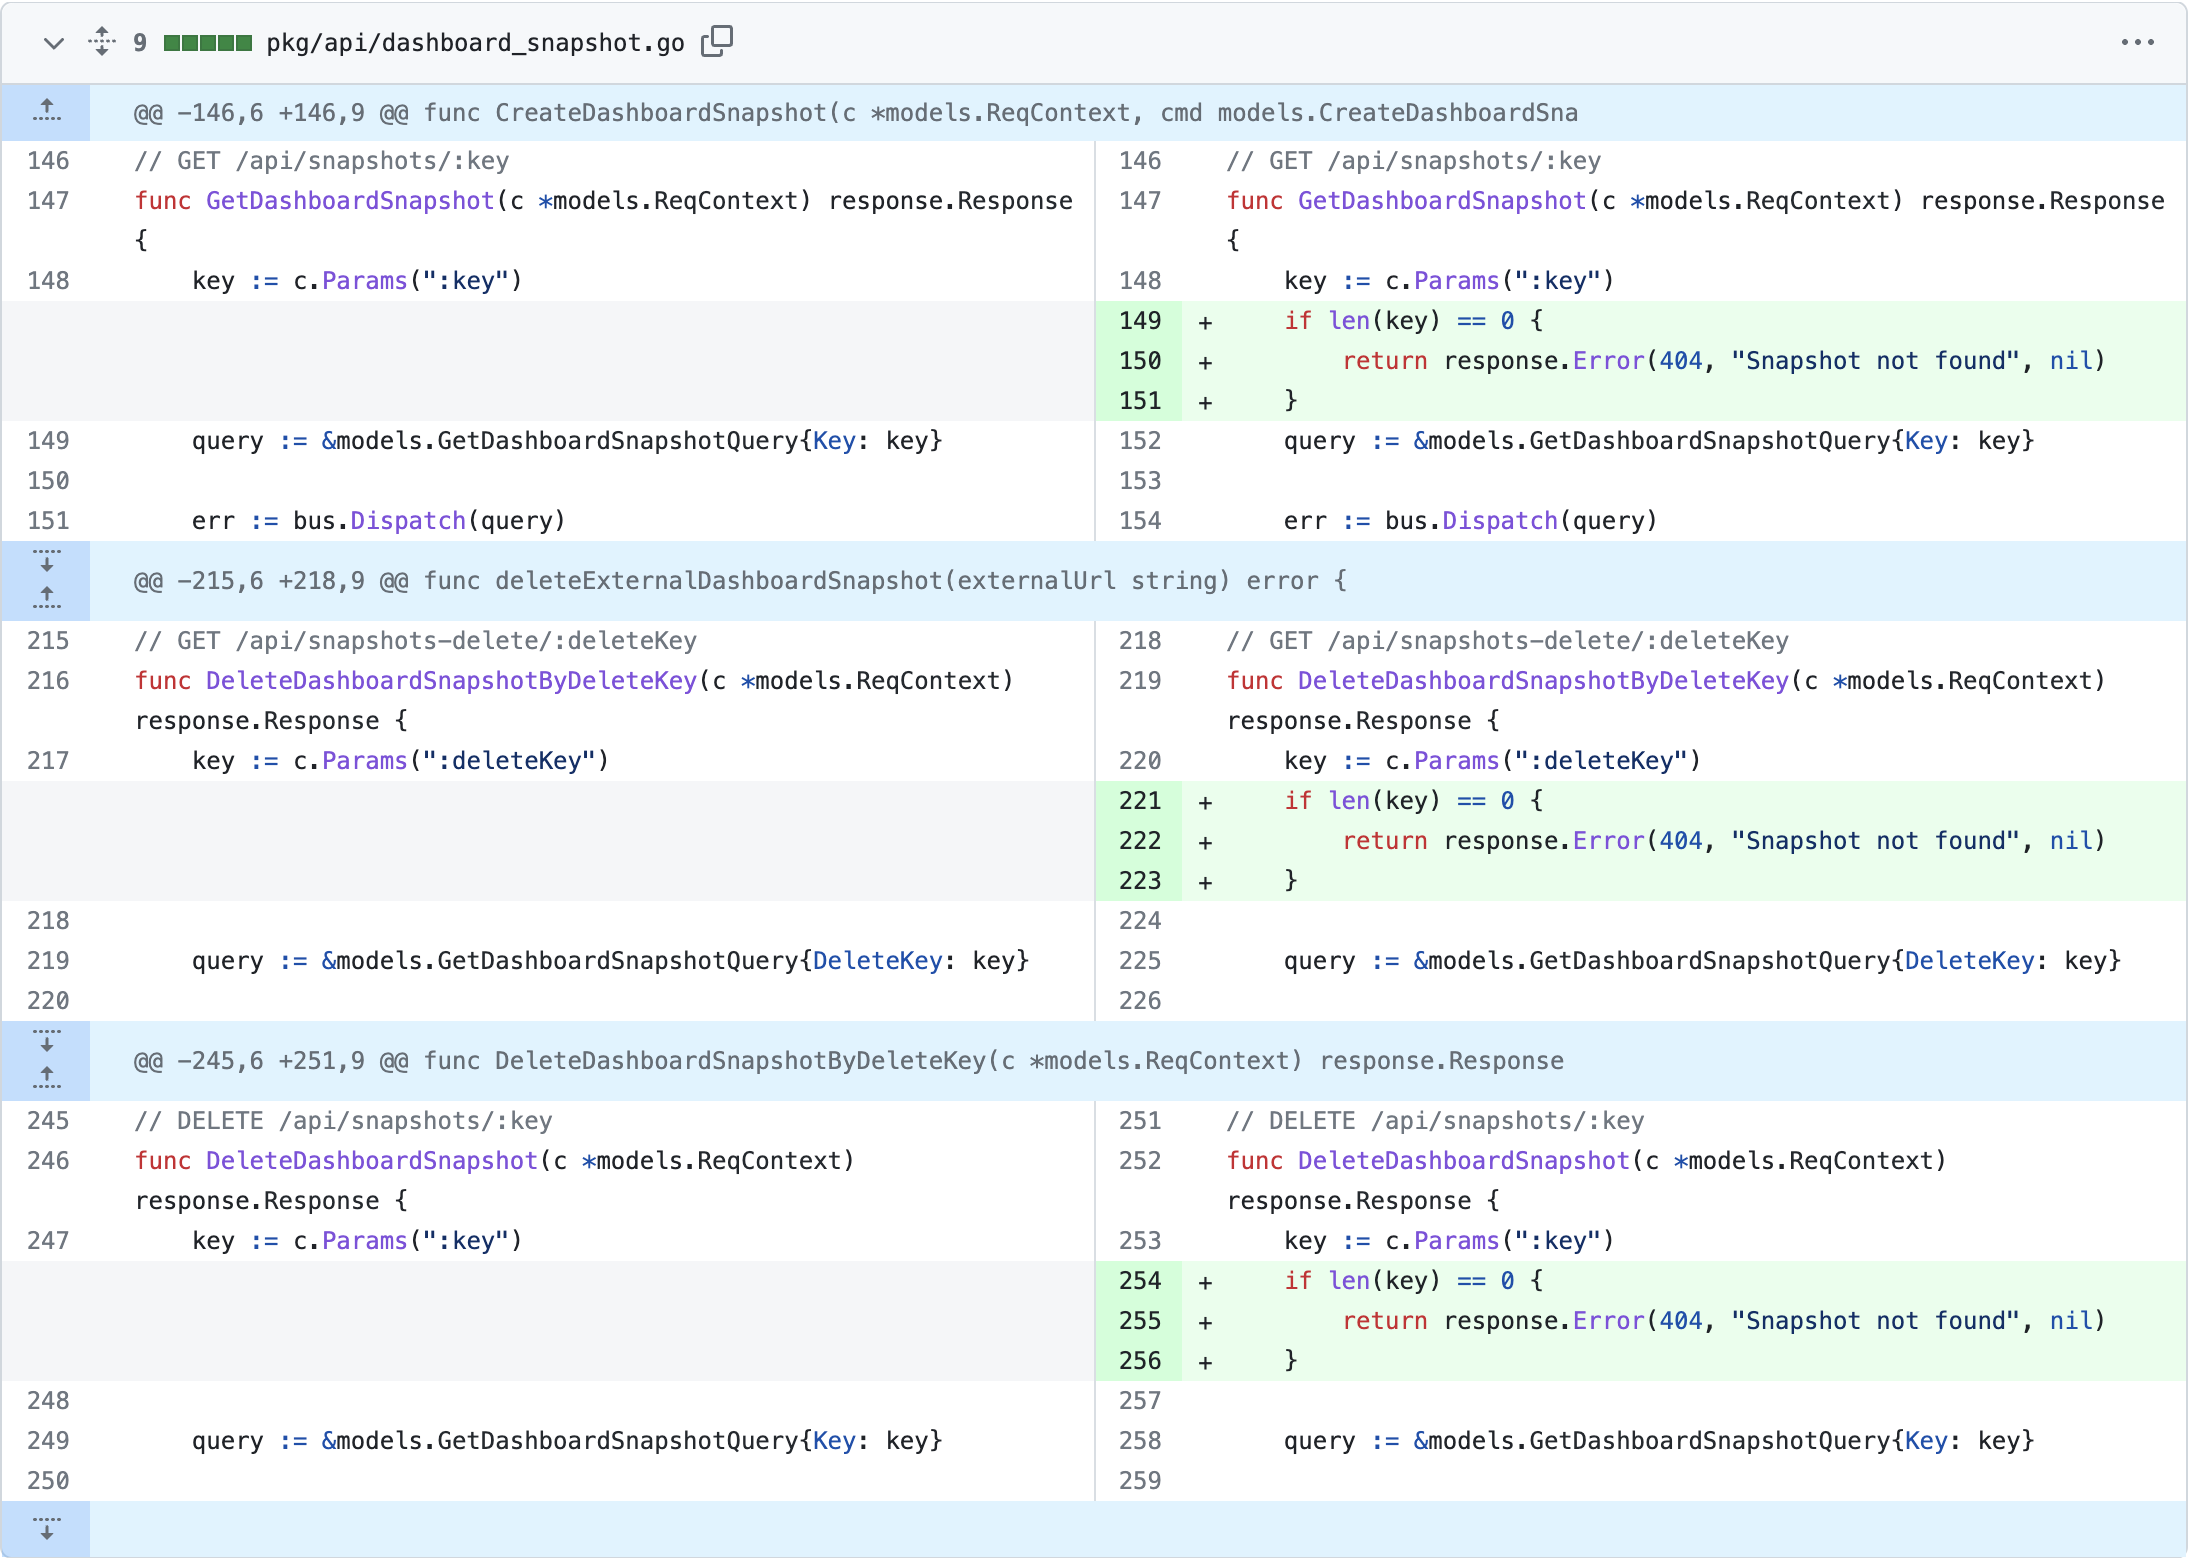 9 pkg/api/dashboard_snapshot.go
@@ -146,6 +146,9 @@ func CreateDashboardSnapshot(c *models.ReqContext, cmd models.CreateDashboardSna
146 // GET /api/snapshots/:key 146 // GET /api/snapshots/:key
147 func GetDashboardSnapshot(c *models.ReqContext) response.Response 147 func GetDashboardSnapshot(c *models.ReqContext) response.Response
{ {
148 key := c.Params(":key") 148 key := c.Params(":key")
149 + if len(key) == 0 {
150 + return response.Error(404, "Snapshot not found", nil)
151 + }
149 query := &models.GetDashboardSnapshotQuery{Key: key} 152 query := &models.GetDashboardSnapshotQuery{Key: key}
150 153
151 err := bus.Dispatch(query) 154 err := bus.Dispatch(query)
@@ -215,6 +218,9 @@ func deleteExternalDashboardSnapshot(externalUrl string) error {
215 // GET /api/snapshots-delete/:deleteKey 218 // GET /api/snapshots-delete/:deleteKey
216 func DeleteDashboardSnapshotByDeleteKey(c *models.ReqContext) 219 func DeleteDashboardSnapshotByDeleteKey(c *models.ReqContext)
response.Response { response.Response {
217 key := c.Params(":deleteKey") 220 key := c.Params(":deleteKey")
221 + if len(key) == 0 {
222 + return response.Error(404, "Snapshot not found", nil)
223 + }
218 224
219 query := &models.GetDashboardSnapshotQuery{DeleteKey: key} 225 query := &models.GetDashboardSnapshotQuery{DeleteKey: key}
220 226
@@ -245,6 +251,9 @@ func DeleteDashboardSnapshotByDeleteKey(c *models.ReqContext) response.Response
245 // DELETE /api/snapshots/:key 251 // DELETE /api/snapshots/:key
246 func DeleteDashboardSnapshot(c *models.ReqContext) 252 func DeleteDashboardSnapshot(c *models.ReqContext)
response.Response { response.Response {
247 key := c.Params(":key") 253 key := c.Params(":key")
254 + if len(key) == 0 {
255 + return response.Error(404, "Snapshot not found", nil)
256 + }
248 257
249 query := &models.GetDashboardSnapshotQuery{Key: key} 258 query := &models.GetDashboardSnapshotQuery{Key: key}
250 259